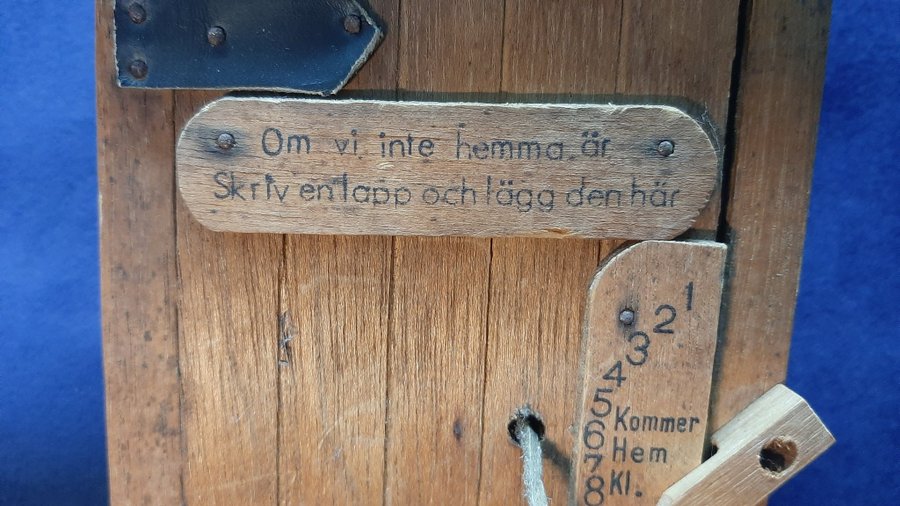 Om vi inte hemma är
Skriv en lapp och lägg den här
1
2
3
4
5
6
7
8
Kommer
Hem
Kl.